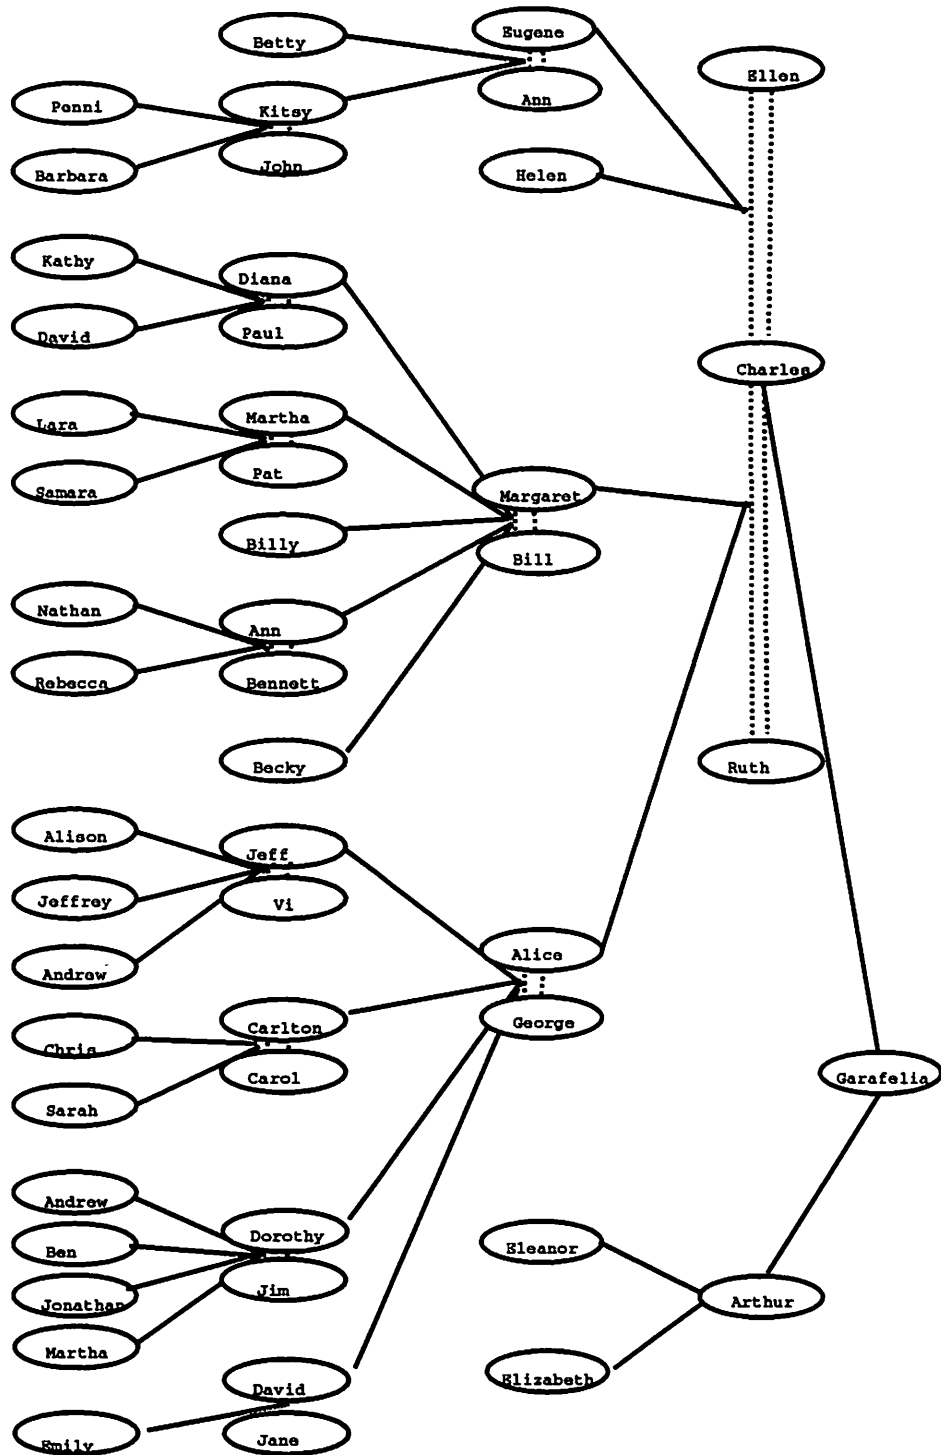 Betty
Eugene
Ellen
Penni
Kitsy
Ann
Barbara
John
Helen
Kathy
Diana
David
Paul
Charles
Lara
Martha
Samara
Pat
Margaret
Billy
Bill
Nathan
Ann
Rebecca
Bennett
Becky
Ruth
Alison
Jeff
Jeffrey
Vi
Andrew
Alice
Chris
Carlton
George
Sarah
Carol
Garafelia
Andrew
Dorothy
Eleanor
Ben
Jim
Jonathan
Arthur
Martha
David
Elizabeth
Emily
Jane